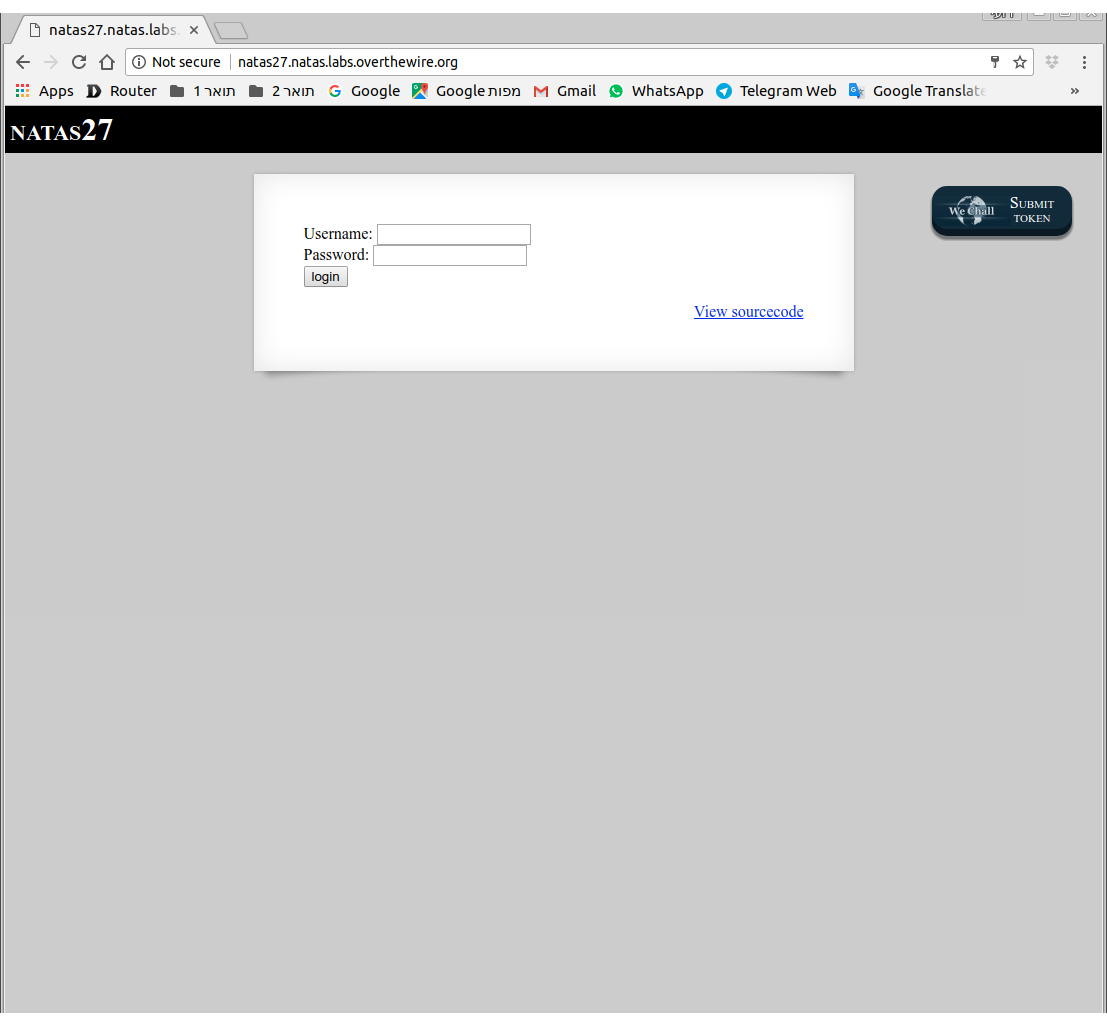 natas27.natas.labs.
Not secure natas27.natas.labs.overthewire.org
Apps Router תואר 1 תואר 2 Google Google מפות Gmail WhatsApp Telegram Web Google Translate »
NATAS27
We Chall SUBMIT TOKEN
Username:
Password:
login
View sourcecode